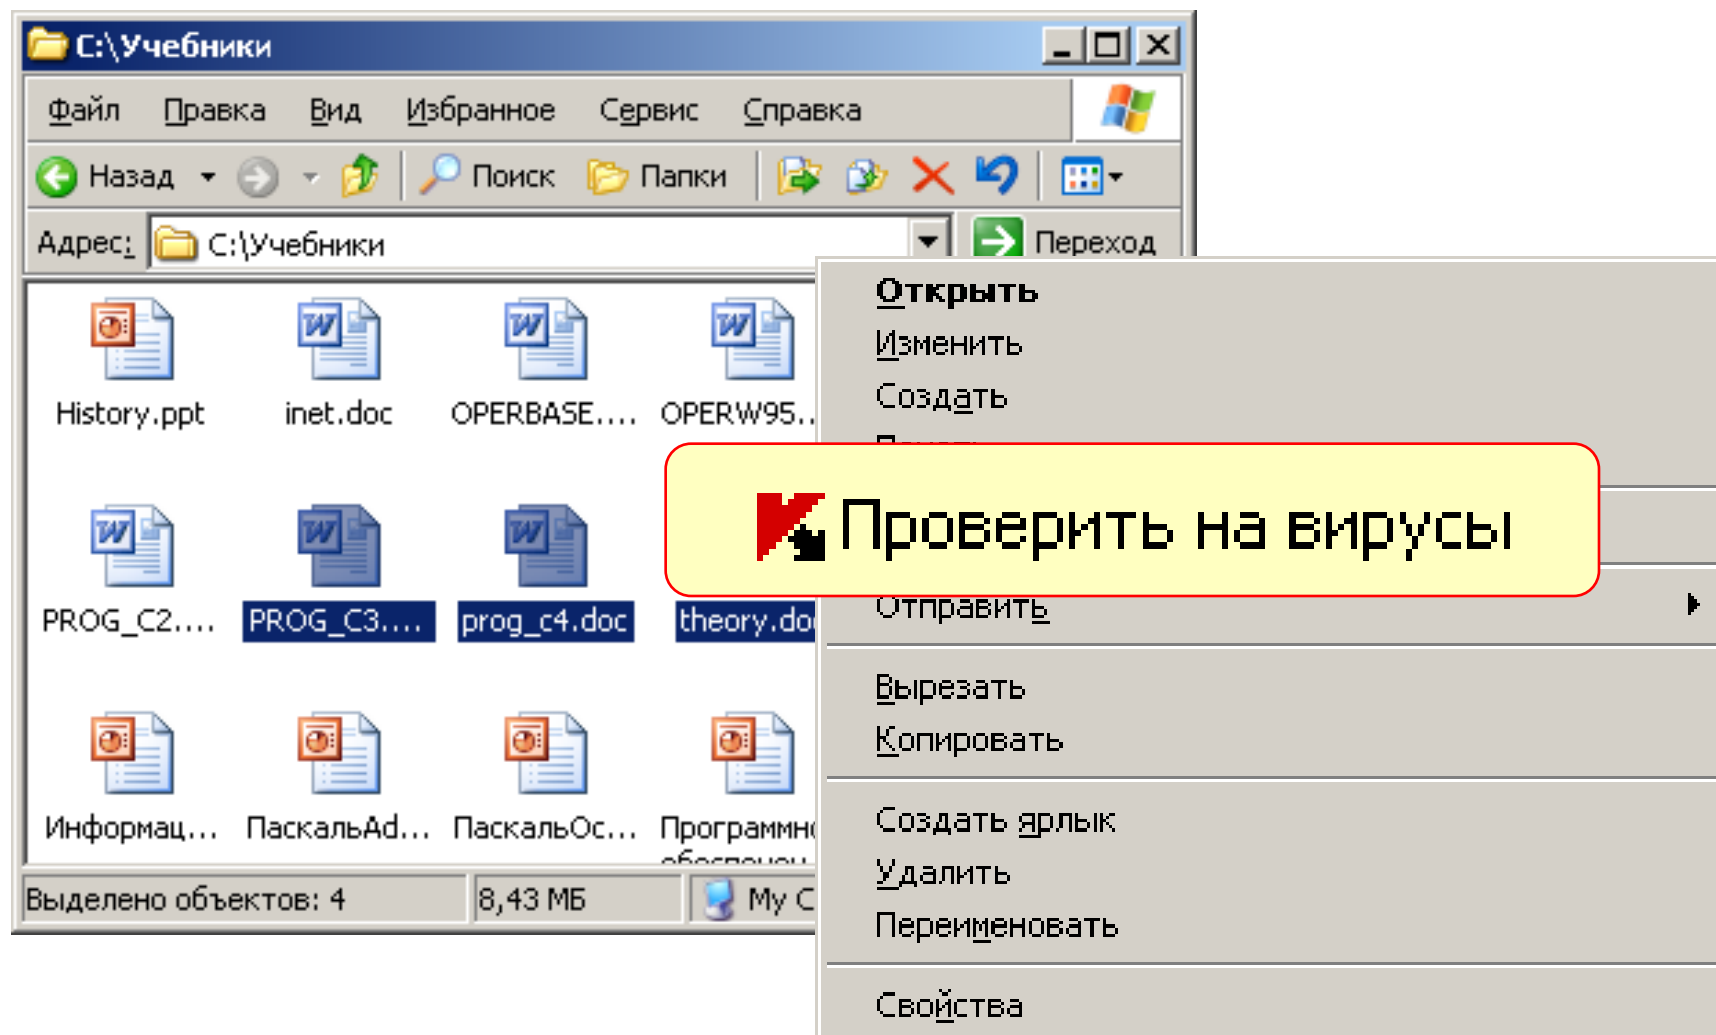 C:\Учебники
Файл Правка Вид Избранное Сервис Справка
Назад Поиск Папки
Адрес: C:\Учебники Переход
History.ppt inet.doc OPERBASE.... OPERW95..
PROG_C2.... PROG_C3.... prog_c4.doc theory.do
Информац... ПаскальAd... ПаскальОс... Программно
Выделено объектов: 4 8,43 МБ My C
Открыть
Изменить
Создать
Проверить на вирусы
Отправить
Вырезать
Копировать
Создать ярлык
Удалить
Переименовать
Свойства